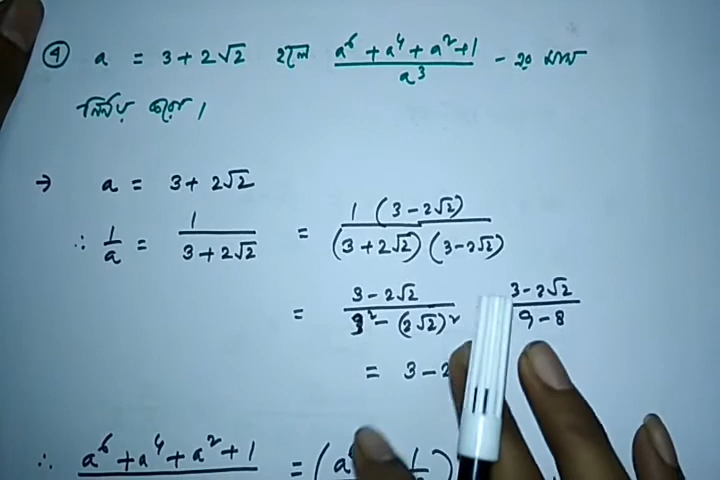 ④ a = 3 + 2√2 হলে (a⁶ + a⁴ + a² + 1)/a³ - এর মান
নির্ণয় করো।
→ a = 3 + 2√2
∴ 1/a = 1/(3 + 2√2) = 1 (3 - 2√2)/(3 + 2√2)(3 - 2√2)
= (3 - 2√2)/(3² - (2√2)²) (3 - 2√2)/(9 - 8)
= 3 - 2
∴ a⁶ + a⁴ + a² + 1 = (a